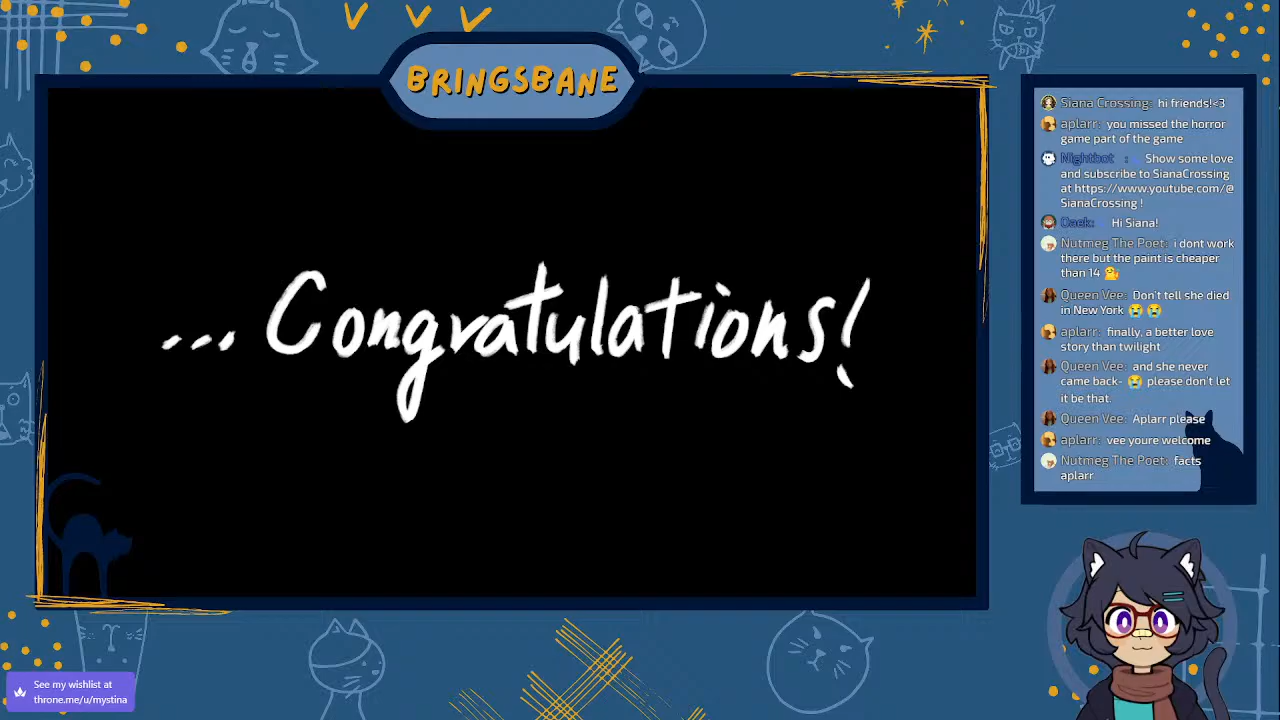 BRINGSBANE
... Congratulations!
Siana Crossing: hi friends!<3
aplarr: you missed the horror
game part of the game
Nightbot : Show some love
and subscribe to SianaCrossing
at https://www.youtube.com/@
SianaCrossing !
Daek: Hi Siana!
Nutmeg The Poet: i dont work
there but the paint is cheaper
than 14 🫠
Queen Vee: Don't tell she died
in New York 😭 😭
aplarr: finally, a better love
story than twilight
Queen Vee: and she never
came back- 😭 please don't let
it be that.
Queen Vee: Aplarr please
aplarr: vee youre welcome
Nutmeg The Poet: facts
aplarr
See my wishlist at
throne.me/u/mystina